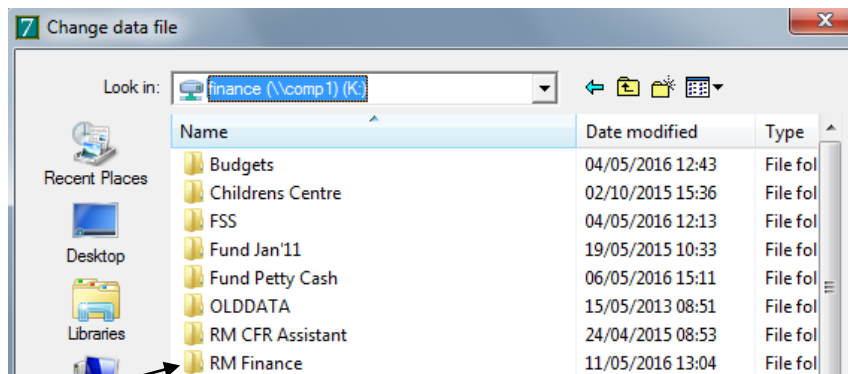 7 Change data file
Look in: finance (\\comp1) (K:)
Name Date modified Type
Recent Places
Desktop
Libraries
Budgets 04/05/2016 12:43 File fol
Childrens Centre 02/10/2015 15:36 File fol
FSS 04/05/2016 12:13 File fol
Fund Jan'11 19/05/2015 10:33 File fol
Fund Petty Cash 06/05/2016 15:11 File fol
OLDDATA 15/05/2013 08:51 File fol
RM CFR Assistant 24/04/2015 08:53 File fol
RM Finance 11/05/2016 13:04 File fol